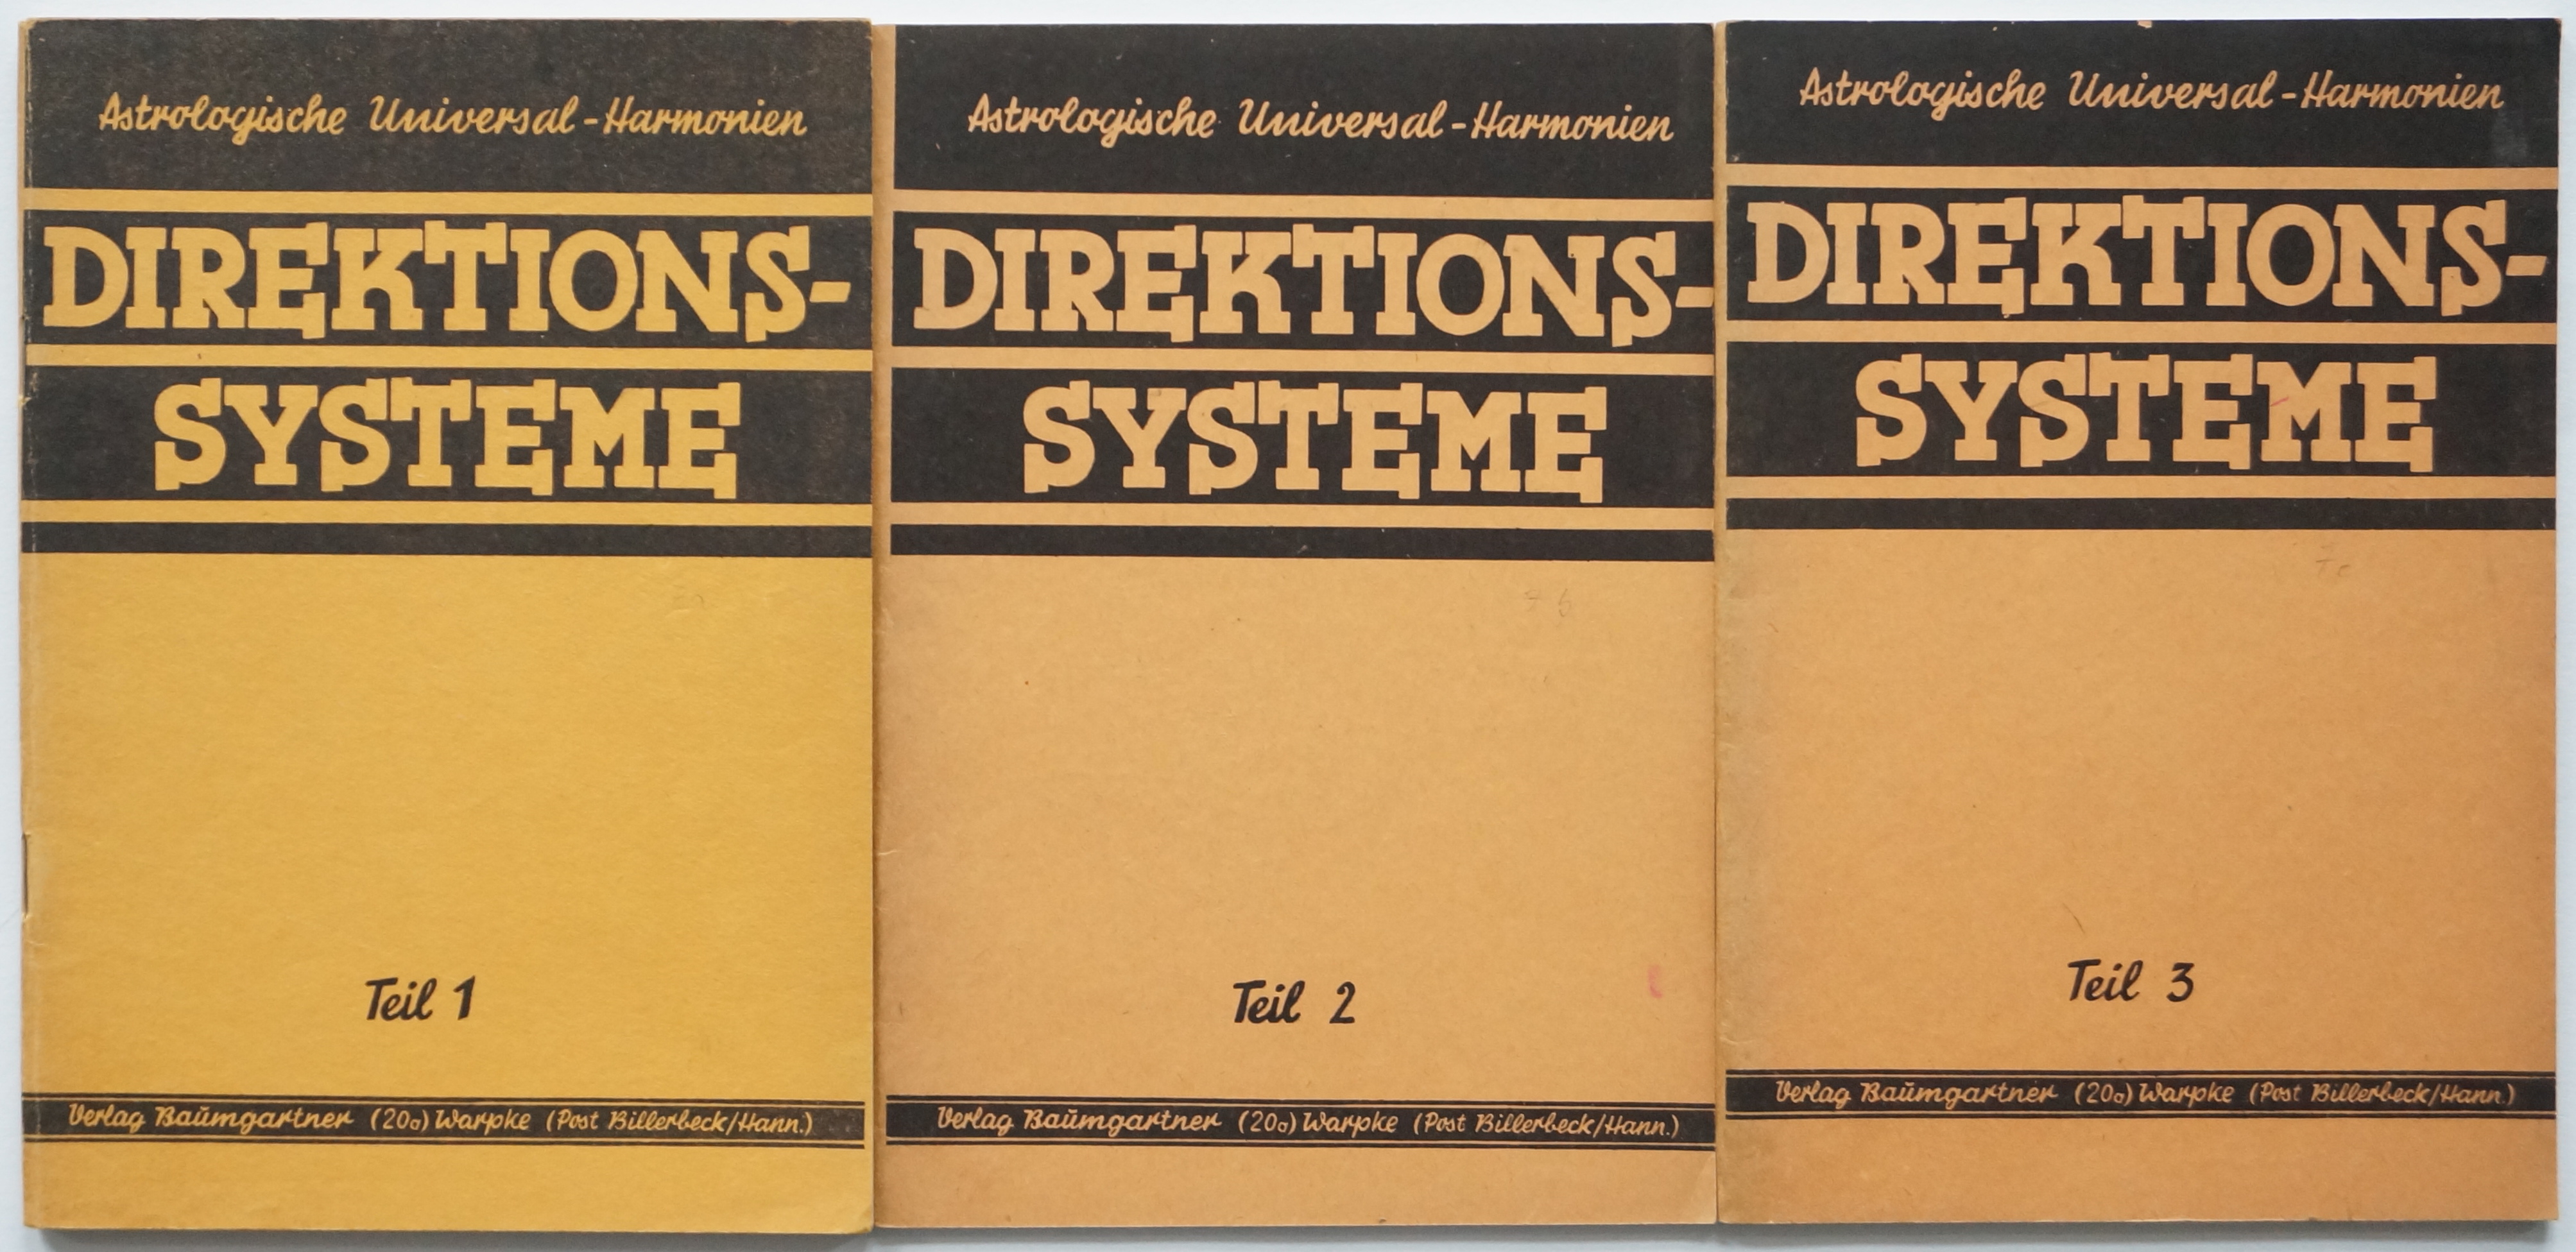 Astrologische Universal-Harmonien
DIREKTIONS-
SYSTEME
Teil 1
Verlag Baumgartner (20a) Warpke (Post Billerbeck/Hann.)
Astrologische Universal-Harmonien
DIREKTIONS-
SYSTEME
Teil 2
Verlag Baumgartner (20a) Warpke (Post Billerbeck/Hann.)
Astrologische Universal-Harmonien
DIREKTIONS-
SYSTEME
Teil 3
Verlag Baumgartner (20a) Warpke (Post Billerbeck/Hann.)